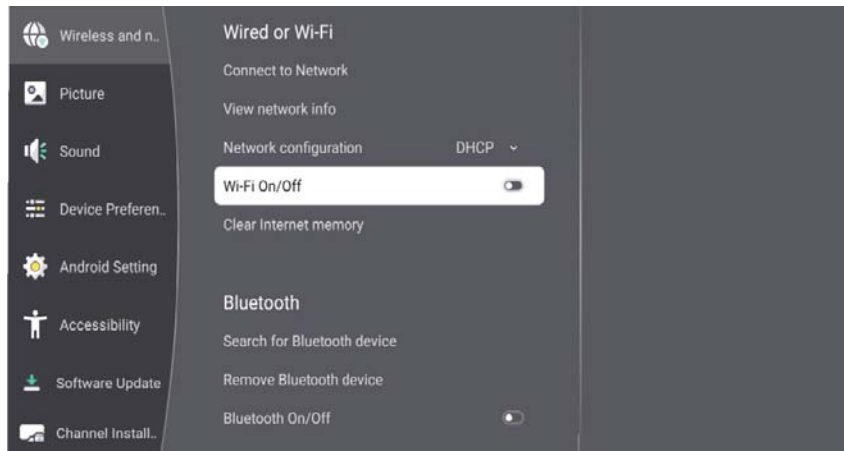 Wireless and n..
Picture
Sound
Device Preferen..
Android Setting
Accessibility
Software Update
Channel Install..
Wired or Wi-Fi
Connect to Network
View network info
Network configuration DHCP
Wi-Fi On/Off
Clear Internet memory
Bluetooth
Search for Bluetooth device
Remove Bluetooth device
Bluetooth On/Off